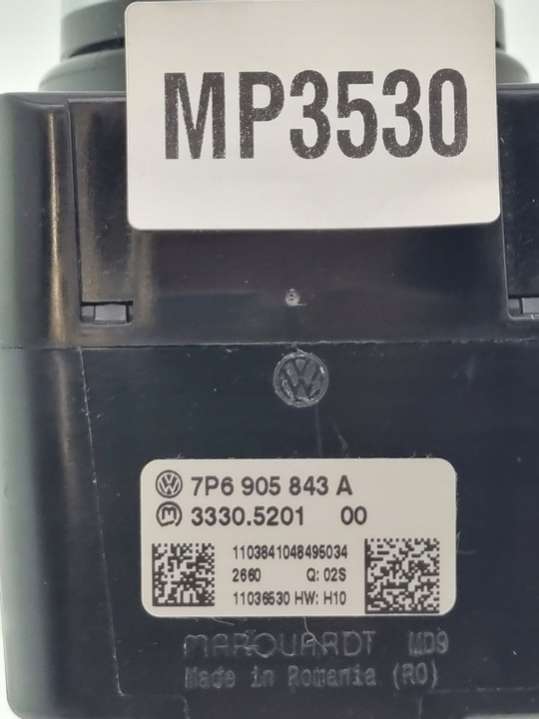 MP3530
7P6 905 843 A
3330.5201 00
1103841048495034
2660 Q: 02S
11036530 HW: H10
MARQUARDT MD9
Made in Romania (RO)